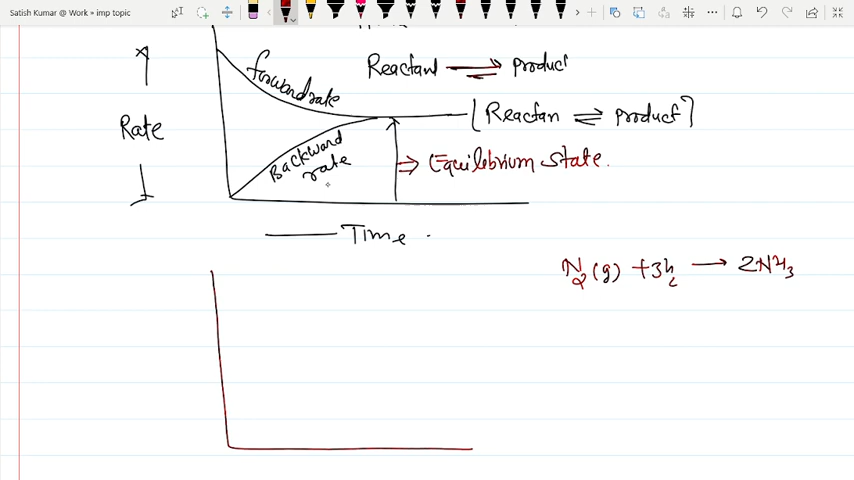 Satish Kumar @ Work » imp topic
Reactant ⇌ product
forward rate
[Reactan ⇌ product]
Rate
Backward
rate
⇒ Equilibrium state.
Time
N₂(g) + 3h₂ → 2NH₃